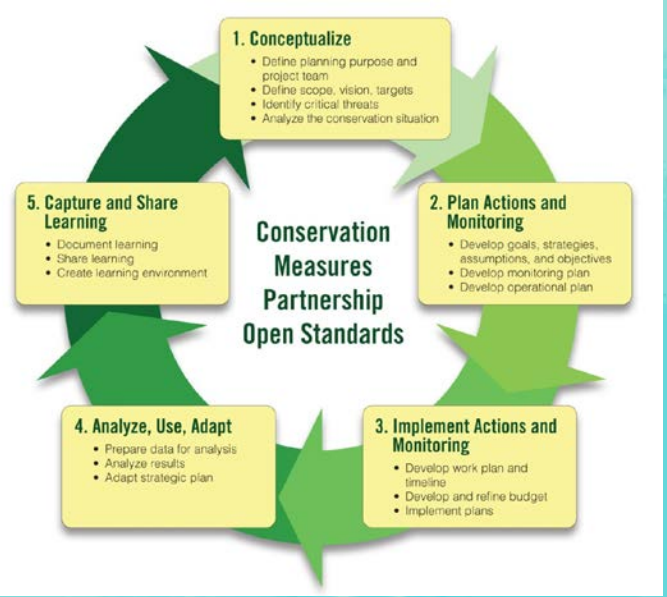 1. Conceptualize
• Define planning purpose and
project team
• Define scope, vision, targets
• Identify critical threats
• Analyze the conservation situation
2. Plan Actions and
Monitoring
• Develop goals, strategies,
assumptions, and objectives
• Develop monitoring plan
• Develop operational plan
3. Implement Actions and
Monitoring
• Develop work plan and
timeline
• Develop and refine budget
• Implement plans
4. Analyze, Use, Adapt
• Prepare data for analysis
• Analyze results
• Adapt strategic plan
5. Capture and Share
Learning
• Document learning
• Share learning
• Create learning environment
Conservation
Measures
Partnership
Open Standards